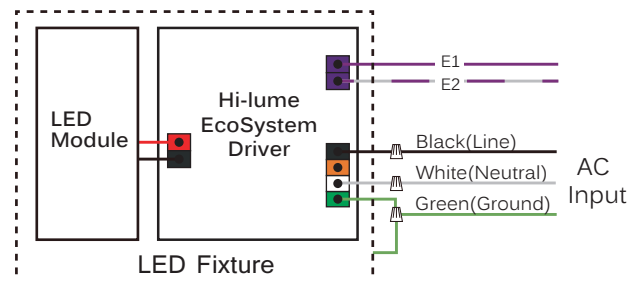 E1
E2
LED
Module
Hi-lume
EcoSystem
Driver
Black(Line)
White(Neutral)
Green(Ground)
AC
Input
LED Fixture